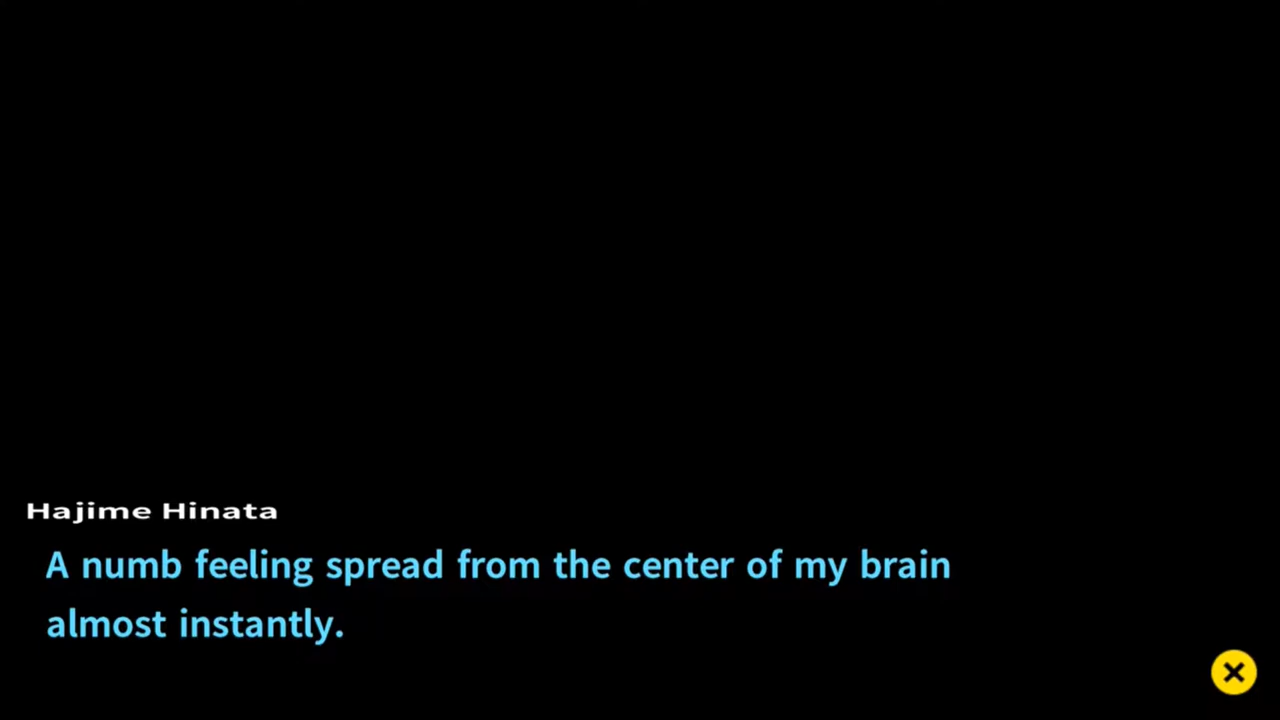 Hajime Hinata
A numb feeling spread from the center of my brain
almost instantly.